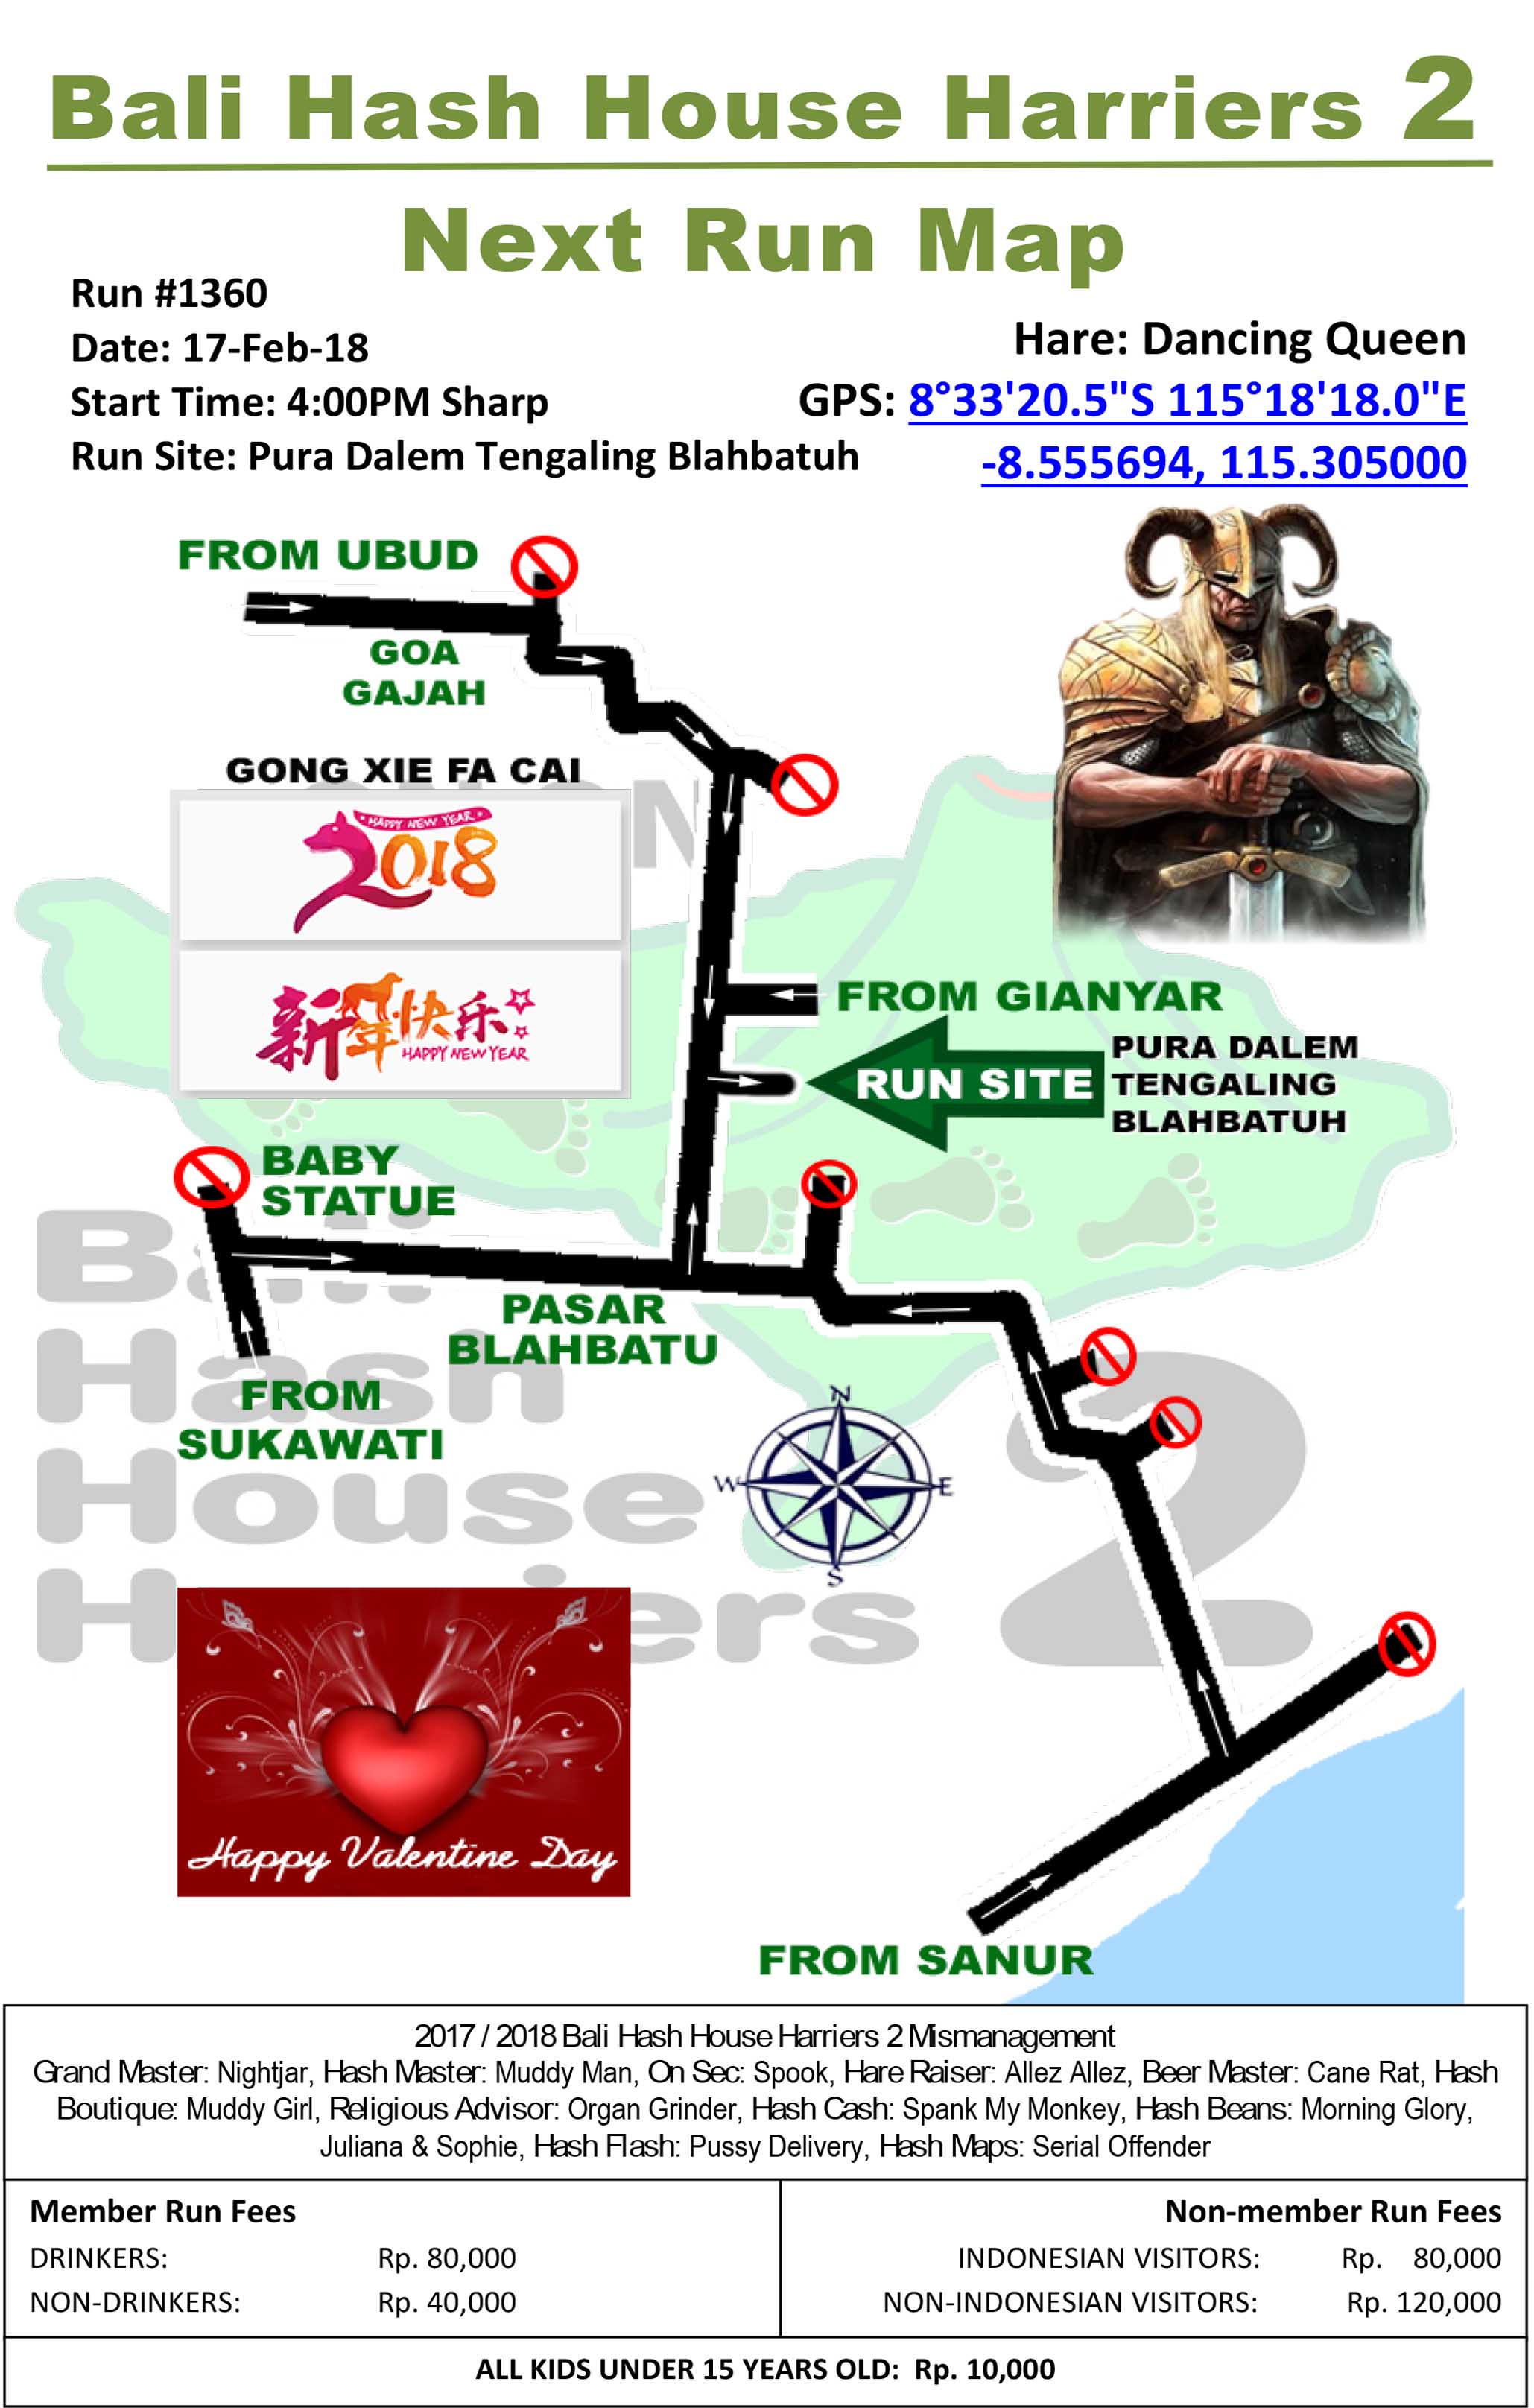 Bali Hash House Harriers 2
Next Run Map
Run #1360
Date: 17-Feb-18
Start Time: 4:00PM Sharp
Run Site: Pura Dalem Tengaling Blahbatuh
Hare: Dancing Queen
GPS: 8°33'20.5"S 115°18'18.0"E
-8.555694, 115.305000
FROM UBUD
GOA
GAJAH
GONG XIE FA CAI
HAPPY NEW YEAR
2018
新年快乐
HAPPY NEW YEAR
FROM GIANYAR
RUN SITE
PURA DALEM
TENGALING
BLAHBATUH
BABY
STATUE
PASAR
BLAHBATU
FROM
SUKAWATI
Bali
Hash
House
Harriers 2
N
W
E
S
Happy Valentine Day
FROM SANUR
2017 / 2018 Bali Hash House Harriers 2 Mismanagement
Grand Master: Nightjar, Hash Master: Muddy Man, On Sec: Spook, Hare Raiser: Allez Allez, Beer Master: Cane Rat, Hash
Boutique: Muddy Girl, Religious Advisor: Organ Grinder, Hash Cash: Spank My Monkey, Hash Beans: Morning Glory,
Juliana & Sophie, Hash Flash: Pussy Delivery, Hash Maps: Serial Offender
Member Run Fees
DRINKERS: Rp. 80,000
NON-DRINKERS: Rp. 40,000
Non-member Run Fees
INDONESIAN VISITORS: Rp. 80,000
NON-INDONESIAN VISITORS: Rp. 120,000
ALL KIDS UNDER 15 YEARS OLD: Rp. 10,000